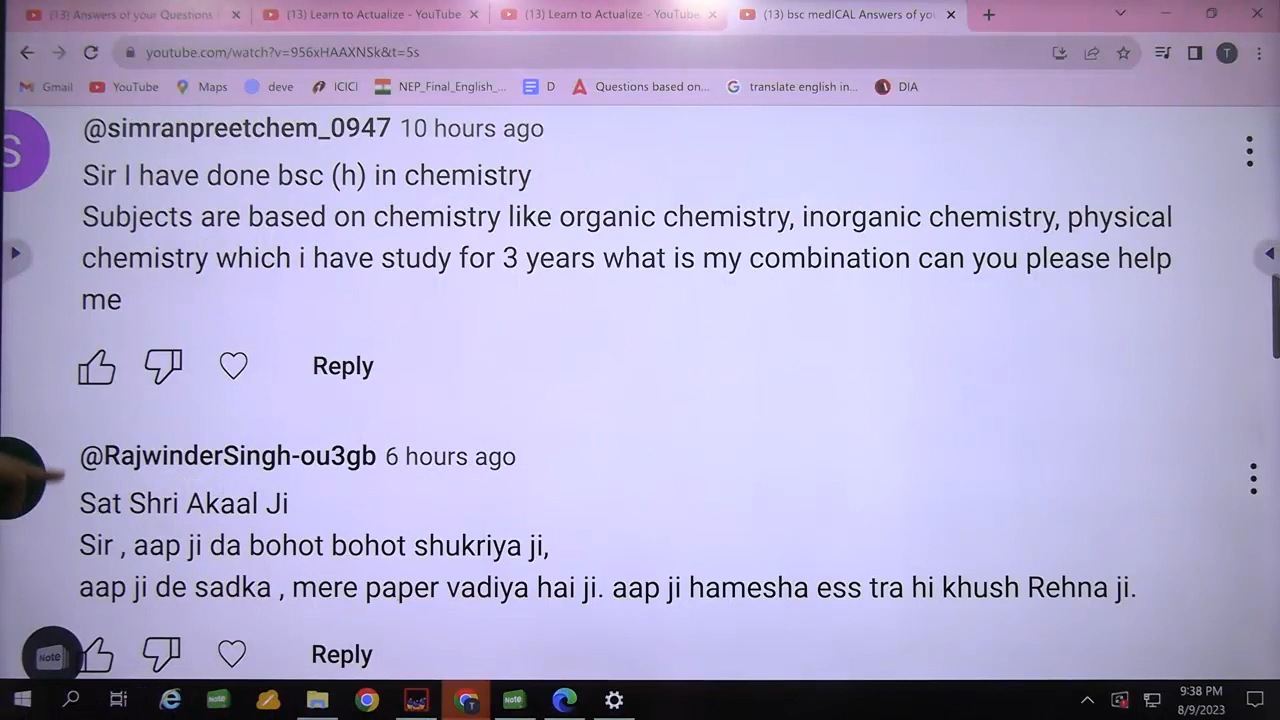 (13) Answers of your Questions
(13) Learn to Actualize - YouTube
(13) Learn to Actualize - YouTube
(13) bsc medICAL Answers of yo
youtube.com/watch?v=956xHAAXNSk&t=5s
T
Gmail YouTube Maps deve ICICI NEP_Final_English_... D Questions based on... translate english in... DIA
S
@simranpreetchem_0947 10 hours ago
Sir I have done bsc (h) in chemistry
Subjects are based on chemistry like organic chemistry, inorganic chemistry, physical
chemistry which i have study for 3 years what is my combination can you please help
me
Reply
@RajwinderSingh-ou3gb 6 hours ago
Sat Shri Akaal Ji
Sir , aap ji da bohot bohot shukriya ji,
aap ji de sadka , mere paper vadiya hai ji. aap ji hamesha ess tra hi khush Rehna ji.
Note
Reply
Note
T
Note
9:38 PM
8/9/2023